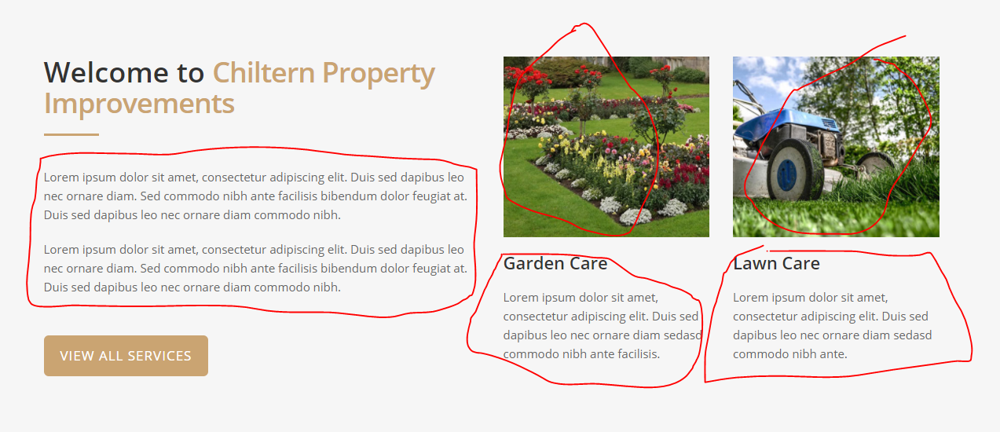 Welcome to Chiltern Property
Improvements
Lorem ipsum dolor sit amet, consectetur adipiscing elit. Duis sed dapibus leo
nec ornare diam. Sed commodo nibh ante facilisis bibendum dolor feugiat at.
Duis sed dapibus leo nec ornare diam commodo nibh.
Lorem ipsum dolor sit amet, consectetur adipiscing elit. Duis sed dapibus leo
nec ornare diam. Sed commodo nibh ante facilisis bibendum dolor feugiat at.
Duis sed dapibus leo nec ornare diam commodo nibh.
VIEW ALL SERVICES
Garden Care
Lorem ipsum dolor sit amet,
consectetur adipiscing elit. Duis sed
dapibus leo nec ornare diam sedasd
commodo nibh ante facilisis.
Lawn Care
Lorem ipsum dolor sit amet,
consectetur adipiscing elit. Duis sed
dapibus leo nec ornare diam sedasd
commodo nibh ante.